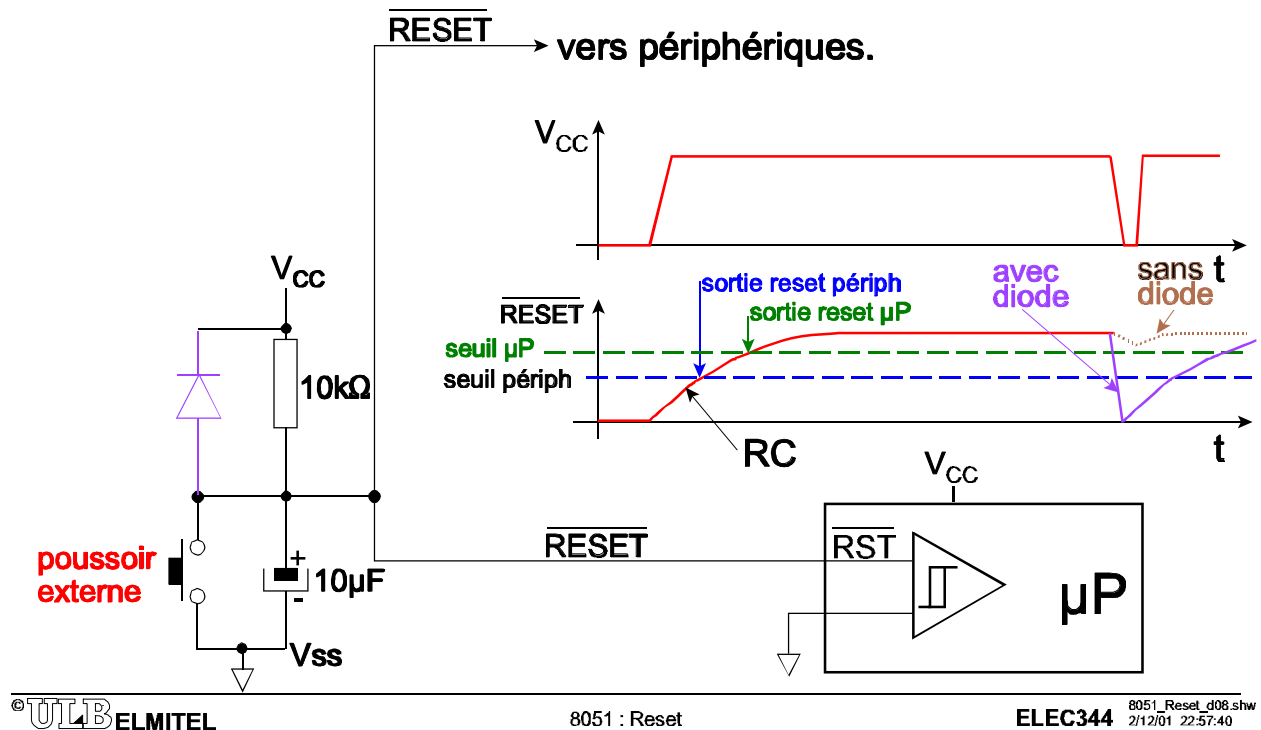 RESET
vers périphériques.
VCC
t
sortie reset périph
avec
diode
sans
diode
RESET
sortie reset µP
seuil µP
seuil périph
RC
t
VCC
10kΩ
VCC
RESET
RST
µP
poussoir
externe
+
10µF
-
Vss
© ULB ELMITEL
8051 : Reset
ELEC344
8051_Reset_d08.shw
2/12/01 22:57:40